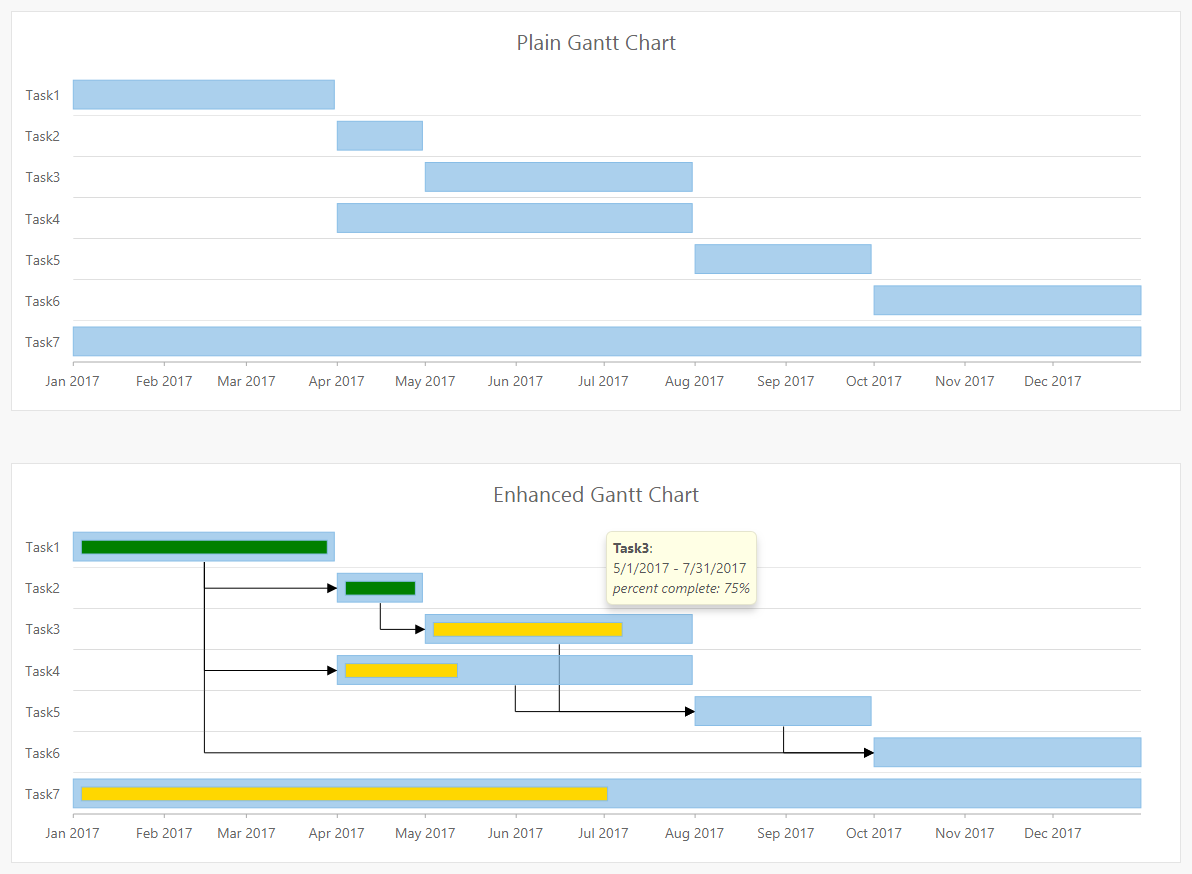 Plain Gantt Chart
Task1
Task2
Task3
Task4
Task5
Task6
Task7
Jan 2017 Feb 2017 Mar 2017 Apr 2017 May 2017 Jun 2017 Jul 2017 Aug 2017 Sep 2017 Oct 2017 Nov 2017 Dec 2017
Enhanced Gantt Chart
Task1
Task2
Task3
Task4
Task5
Task6
Task7
Task3:
5/1/2017 - 7/31/2017
percent complete: 75%
Jan 2017 Feb 2017 Mar 2017 Apr 2017 May 2017 Jun 2017 Jul 2017 Aug 2017 Sep 2017 Oct 2017 Nov 2017 Dec 2017